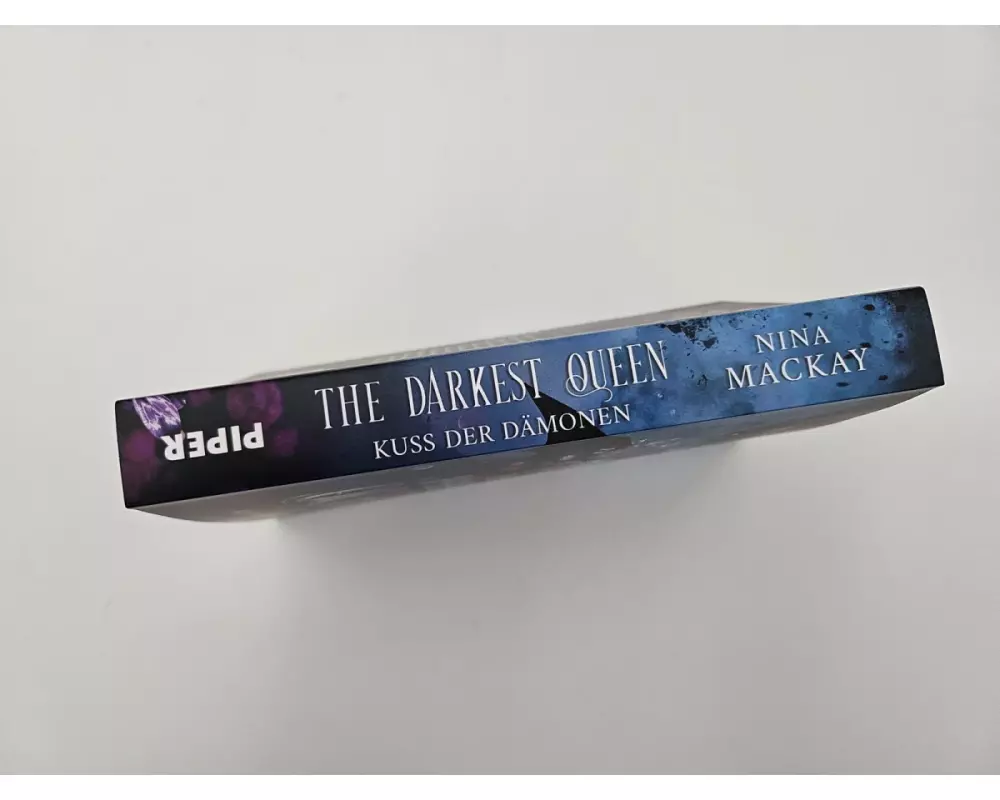 PIPER
THE DARKEST QUEEN
KUSS DER DÄMONEN
NINA
MACKAY